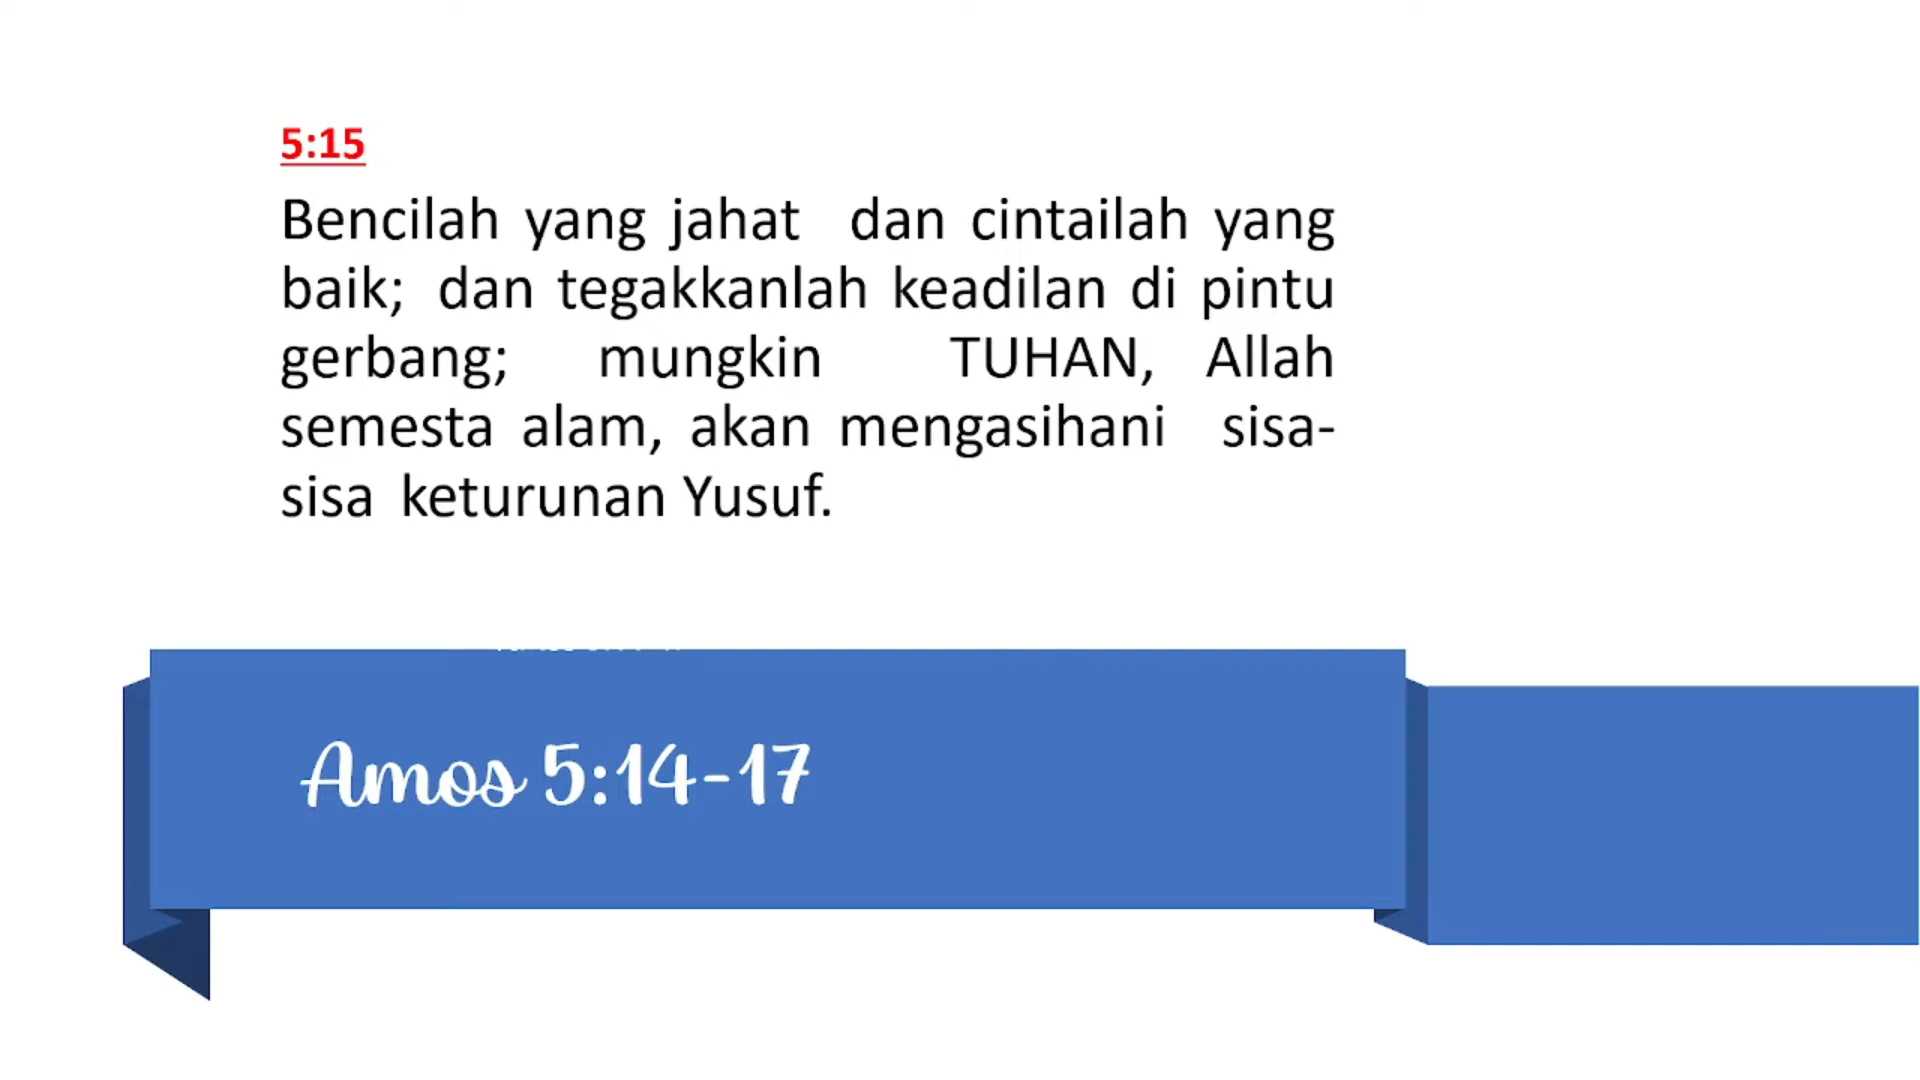 5:15
Bencilah yang jahat dan cintailah yang
baik; dan tegakkanlah keadilan di pintu
gerbang; mungkin TUHAN, Allah
semesta alam, akan mengasihani sisa-
sisa keturunan Yusuf.
Amos 5:14-17